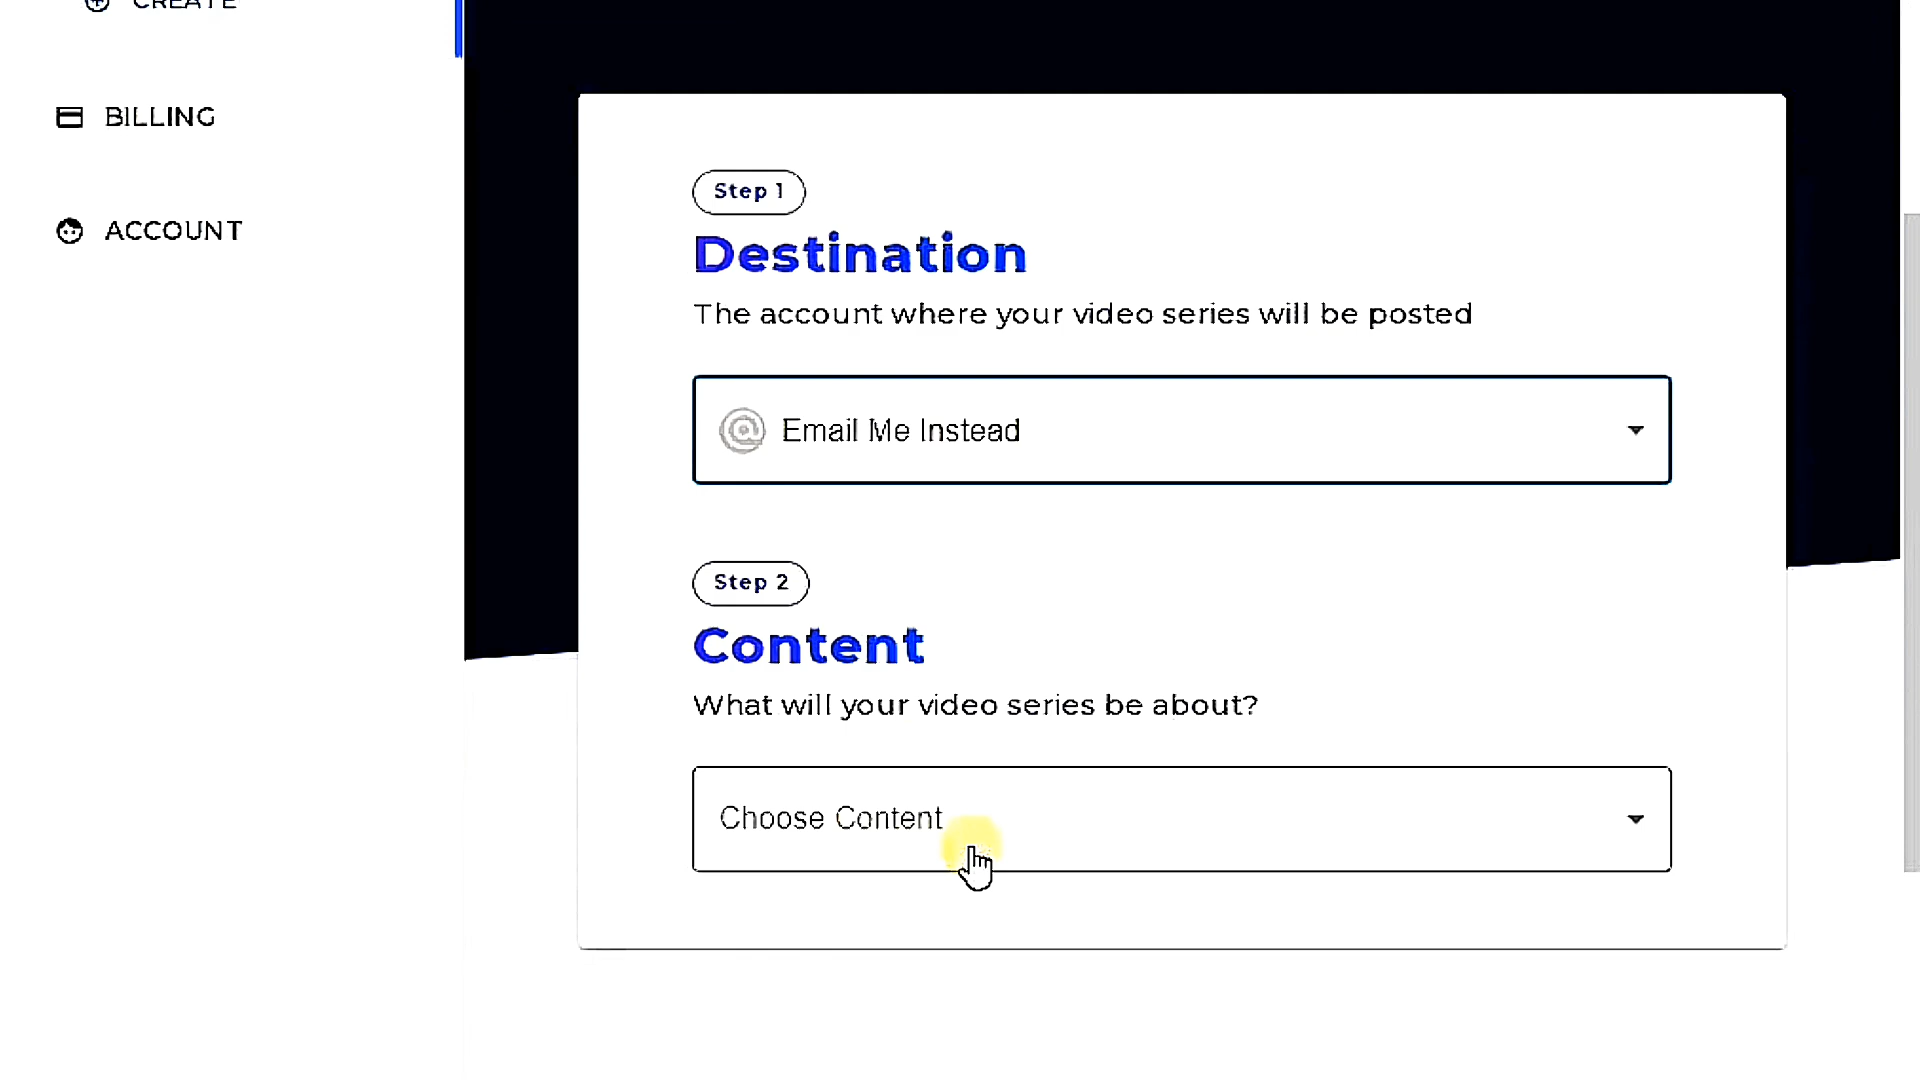 CREATE
BILLING
ACCOUNT
Step 1
Destination
The account where your video series will be posted
Email Me Instead
Step 2
Content
What will your video series be about?
Choose Content